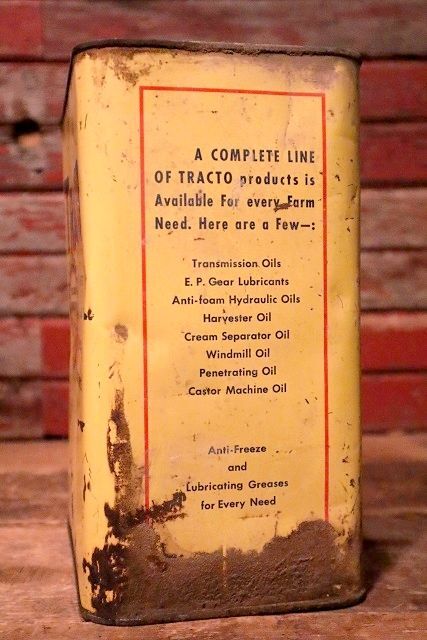 A COMPLETE LINE
OF TRACTO products is
Available For every Farm
Need. Here are a Few—:
Transmission Oils
E. P. Gear Lubricants
Anti-foam Hydraulic Oils
Harvester Oil
Cream Separator Oil
Windmill Oil
Penetrating Oil
Castor Machine Oil
Anti-Freeze
and
Lubricating Greases
for Every Need